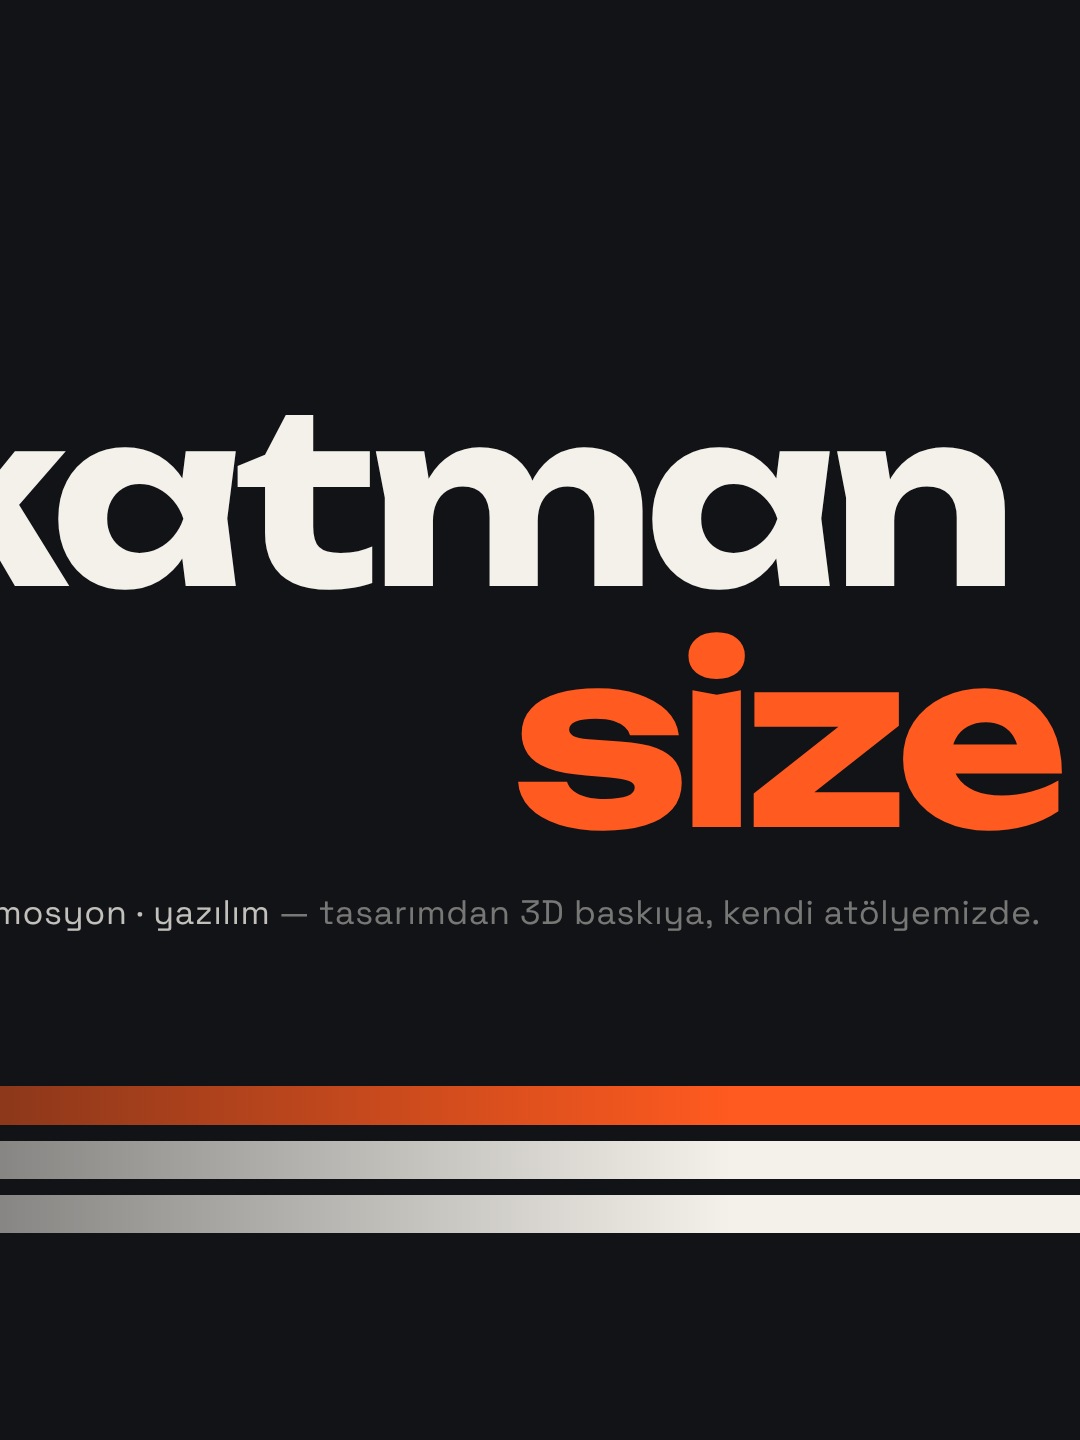 katman
size
mosyon · yazılım — tasarımdan 3D baskıya, kendi atölyemizde.